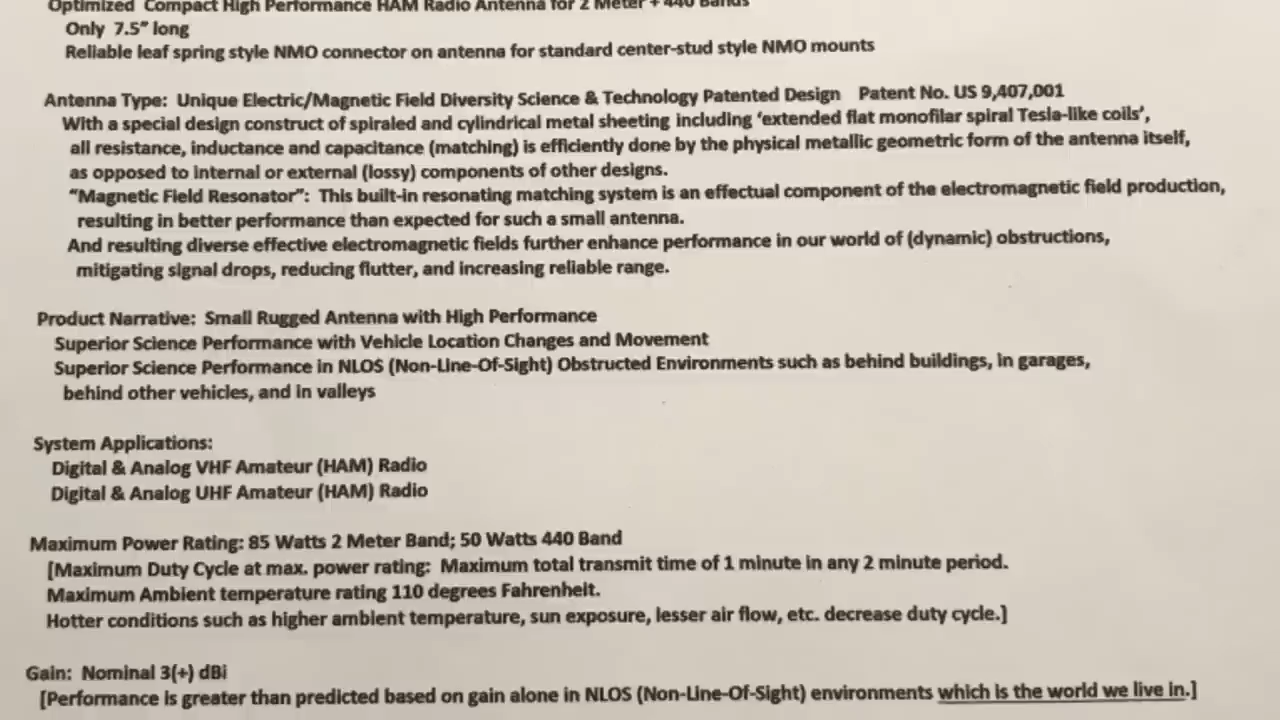 Optimized Compact High Performance HAM Radio Antenna for 2 Meter + 440 Bands
Only 7.5” long
Reliable leaf spring style NMO connector on antenna for standard center-stud style NMO mounts
Antenna Type: Unique Electric/Magnetic Field Diversity Science & Technology Patented Design Patent No. US 9,407,001
With a special design construct of spiraled and cylindrical metal sheeting including ‘extended flat monofilar spiral Tesla-like coils’,
all resistance, inductance and capacitance (matching) is efficiently done by the physical metallic geometric form of the antenna itself,
as opposed to internal or external (lossy) components of other designs.
“Magnetic Field Resonator”: This built-in resonating matching system is an effectual component of the electromagnetic field production,
resulting in better performance than expected for such a small antenna.
And resulting diverse effective electromagnetic fields further enhance performance in our world of (dynamic) obstructions,
mitigating signal drops, reducing flutter, and increasing reliable range.
Product Narrative: Small Rugged Antenna with High Performance
Superior Science Performance with Vehicle Location Changes and Movement
Superior Science Performance in NLOS (Non-Line-Of-Sight) Obstructed Environments such as behind buildings, in garages,
behind other vehicles, and in valleys
System Applications:
Digital & Analog VHF Amateur (HAM) Radio
Digital & Analog UHF Amateur (HAM) Radio
Maximum Power Rating: 85 Watts 2 Meter Band; 50 Watts 440 Band
[Maximum Duty Cycle at max. power rating: Maximum total transmit time of 1 minute in any 2 minute period.
Maximum Ambient temperature rating 110 degrees Fahrenheit.
Hotter conditions such as higher ambient temperature, sun exposure, lesser air flow, etc. decrease duty cycle.]
Gain: Nominal 3(+) dBi
[Performance is greater than predicted based on gain alone in NLOS (Non-Line-Of-Sight) environments which is the world we live in.]